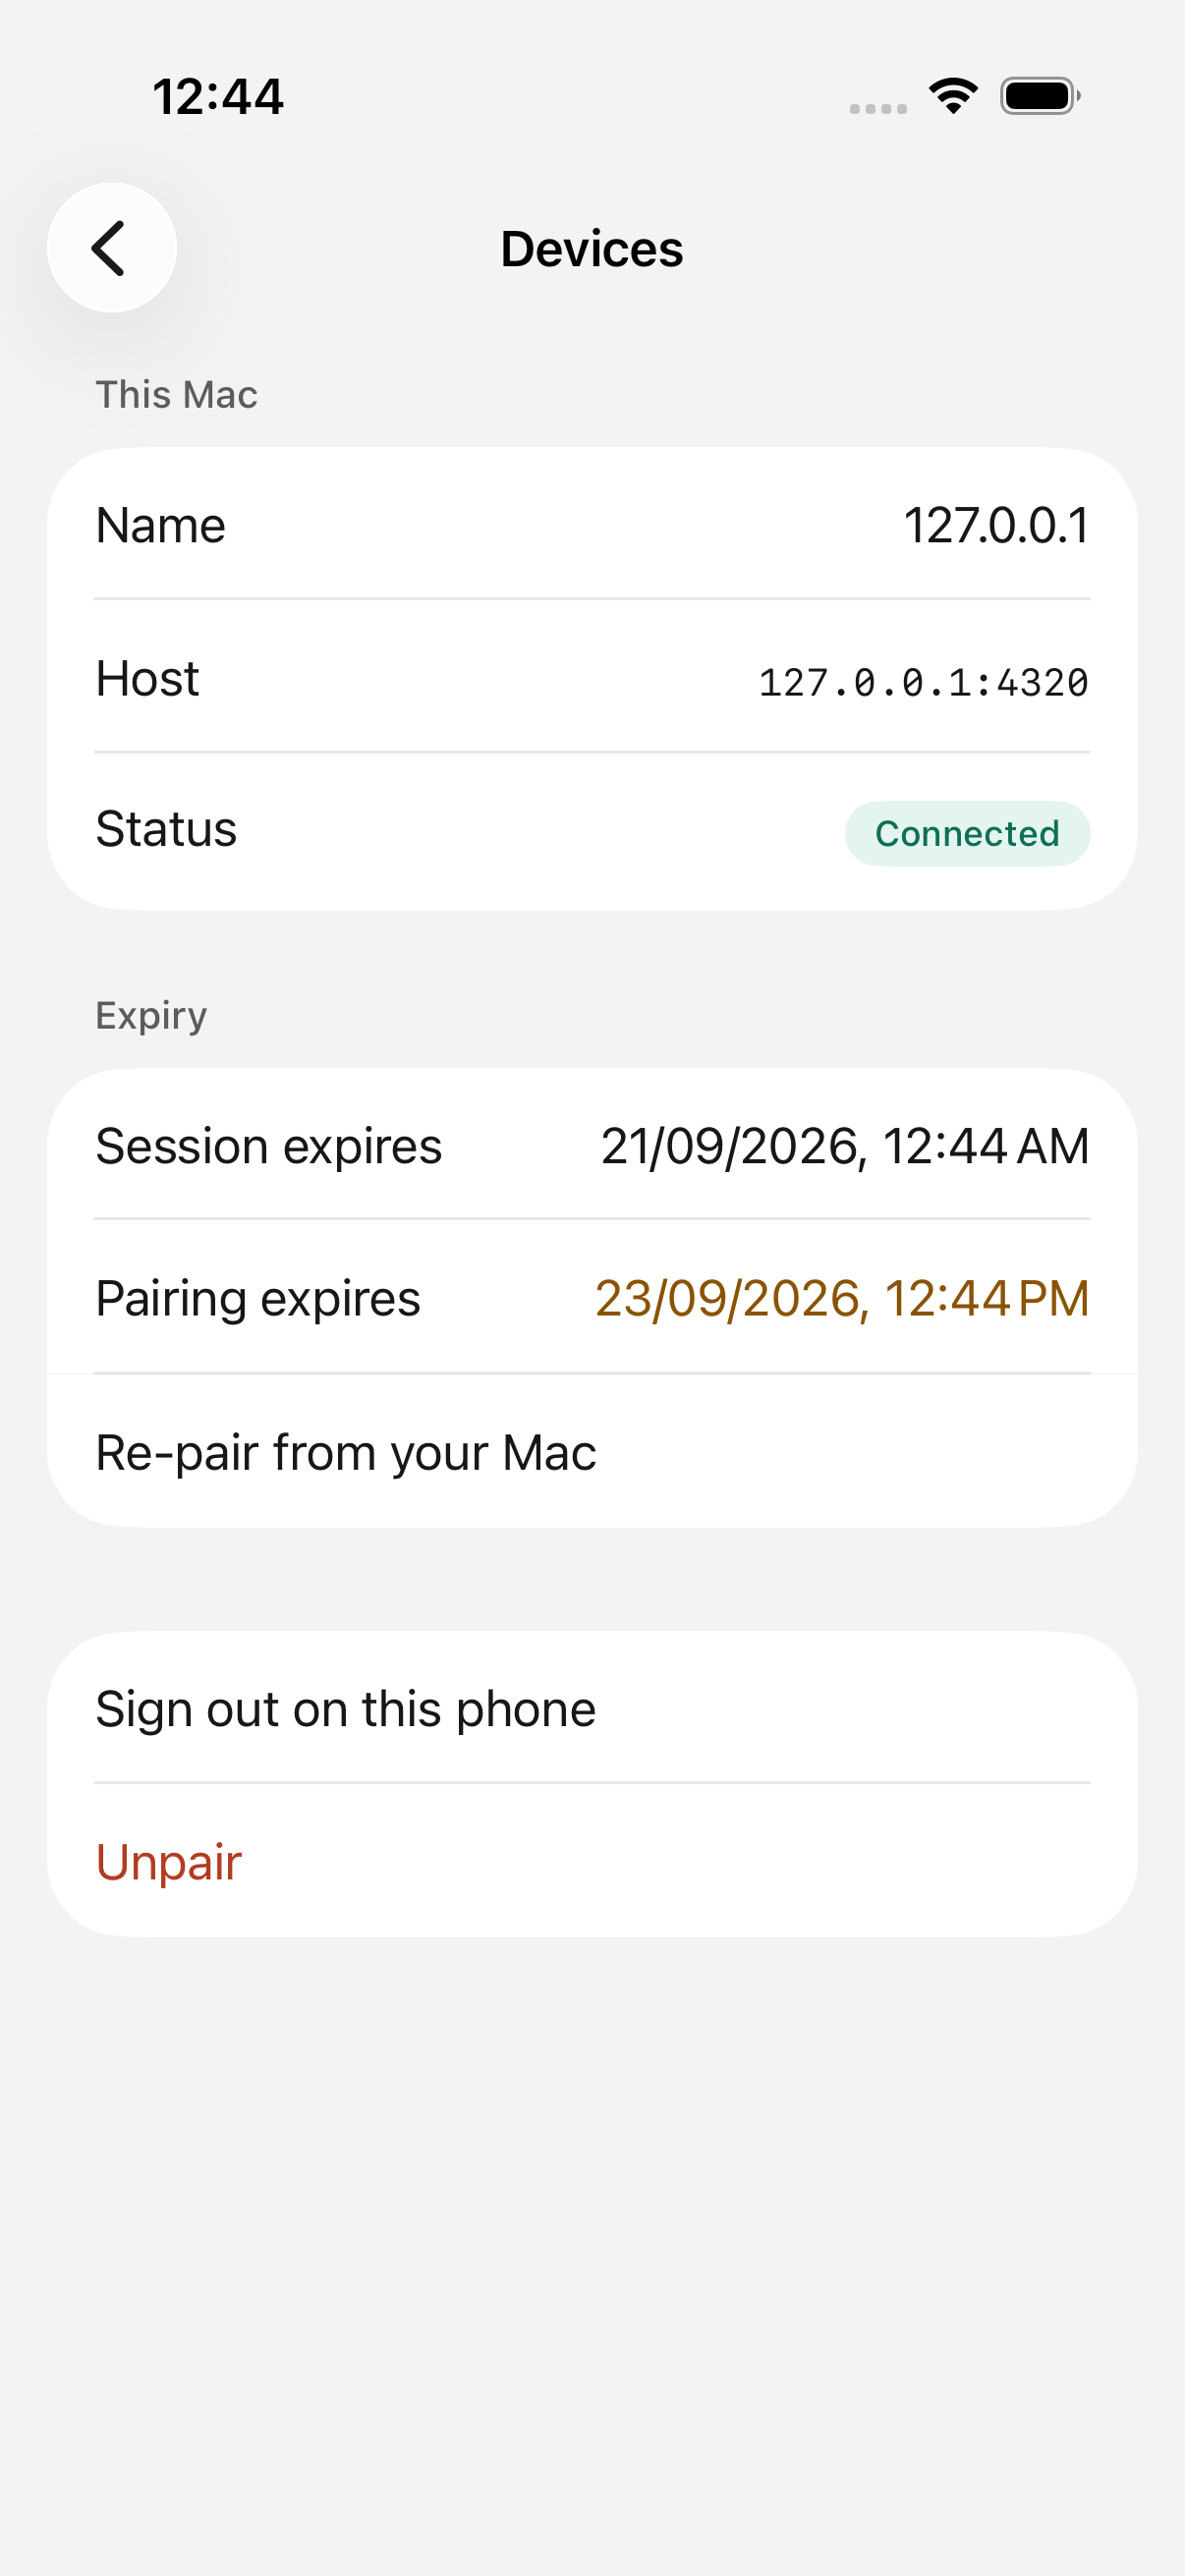 12:44
Devices
This Mac
Name 127.0.0.1
Host 127.0.0.1:4320
Status Connected
Expiry
Session expires 21/09/2026, 12:44 AM
Pairing expires 23/09/2026, 12:44 PM
Re-pair from your Mac
Sign out on this phone
Unpair